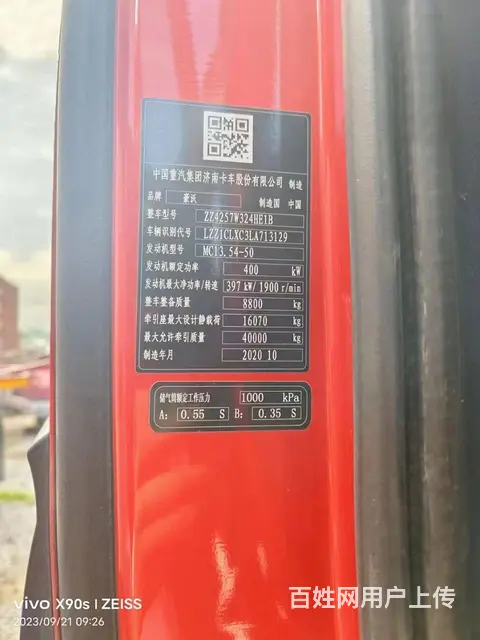 中国重汽集团济南卡车股份有限公司 制造
品牌 豪沃 制造国 中国
整车型号 ZZ4257W324HE1B
车辆识别代号 LZZ1CLXC3LA713129
发动机型号 MC13.54-50
发动机额定功率 400 kW
发动机最大净功率/转速 397 kW/ 1900 r/min
整车整备质量 8800 kg
牵引座最大设计静载荷 16070 kg
最大允许牵引质量 40000 kg
制造年月 2020 10
储气筒额定工作压力 1000 kPa
A: 0.55 S B: 0.35 S
vivo X90s | ZEISS
2023/09/21 09:26
百姓网用户上传